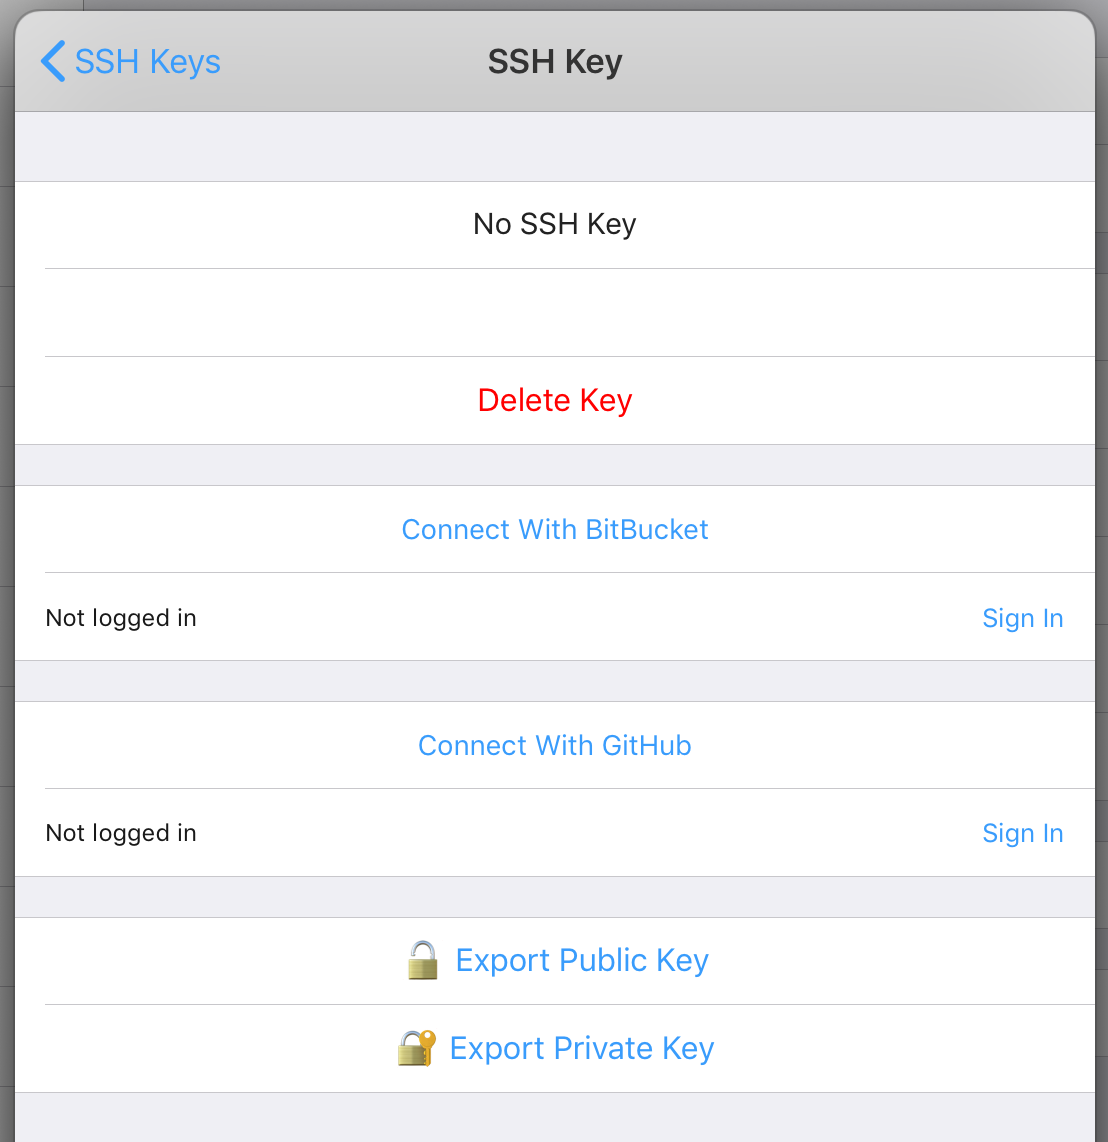 SSH Keys
SSH Key
No SSH Key
Delete Key
Connect With BitBucket
Not logged in
Sign In
Connect With GitHub
Not logged in
Sign In
Export Public Key
Export Private Key